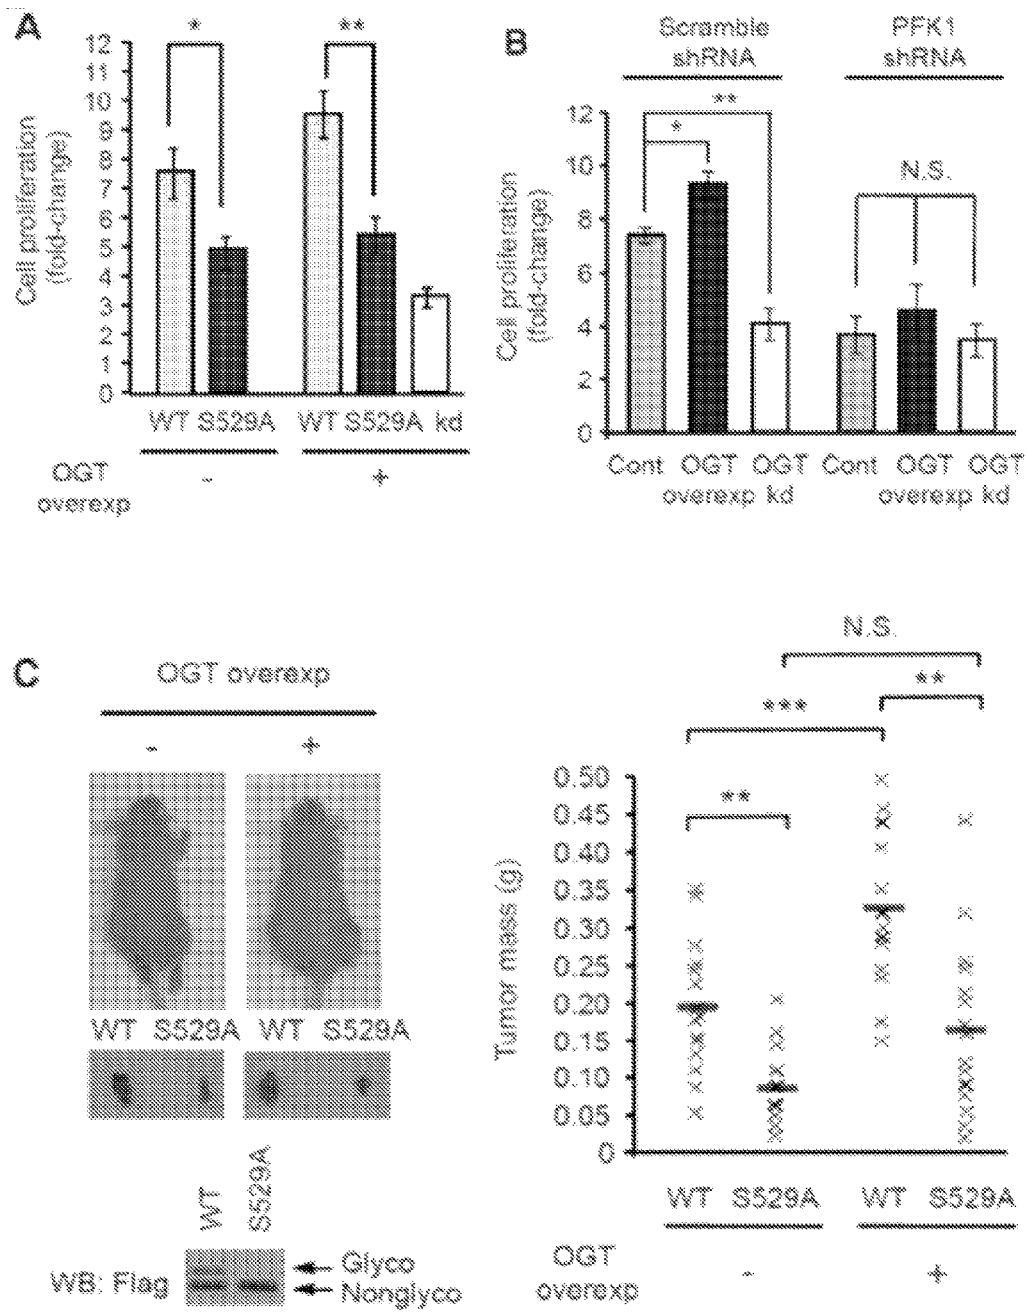 A
*
**
12
11
10
9
8
7
6
5
4
3
2
1
0
Cell proliferation
(fold-change)
WT S529A
WT S529A kd
OGT
overexp
-
+
B
Scramble
shRNA
PFK1
shRNA
**
*
N.S.
12
10
8
6
4
2
0
Cell proliferation
(fold-change)
Cont OGT OGT Cont OGT OGT
overexp kd overexp kd
C
OGT overexp
-
+
WT S529A WT S529A
WT
S529A
WB: Flag
Glyco
Nonglyco
N.S.
**
***
**
0.50
0.45
0.40
0.35
0.30
0.25
0.20
0.15
0.10
0.05
0
Tumor mass (g)
WT S529A WT S529A
OGT
overexp
-
+